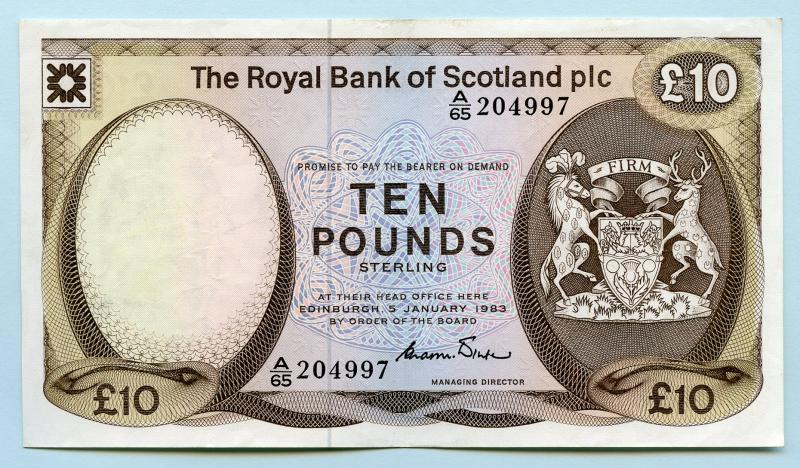 The Royal Bank of Scotland plc
£10
A/65 204997
FIRM
PROMISE TO PAY THE BEARER ON DEMAND
TEN
POUNDS
STERLING
AT THEIR HEAD OFFICE HERE
EDINBURGH, 5 JANUARY 1983
BY ORDER OF THE BOARD
A/65 204997
MANAGING DIRECTOR
£10
£10